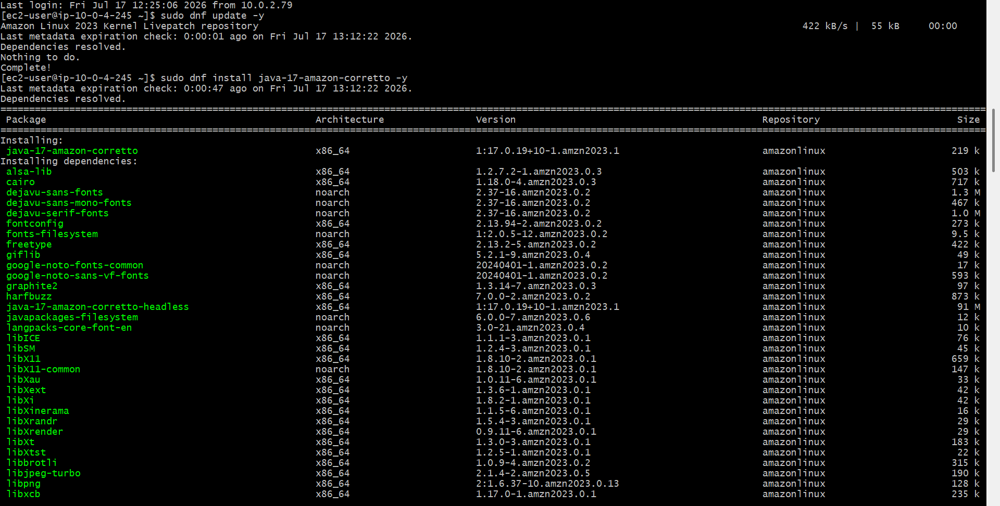 Last login: Fri Jul 17 12:25:06 2026 from 10.0.2.79
[ec2-user@ip-10-0-4-245 ~]$ sudo dnf update -y
Amazon Linux 2023 Kernel Livepatch repository 422 kB/s | 55 kB 00:00
Last metadata expiration check: 0:00:01 ago on Fri Jul 17 13:12:22 2026.
Dependencies resolved.
Nothing to do.
Complete!
[ec2-user@ip-10-0-4-245 ~]$ sudo dnf install java-17-amazon-corretto -y
Last metadata expiration check: 0:00:47 ago on Fri Jul 17 13:12:22 2026.
Dependencies resolved.
Package Architecture Version Repository Size
Installing:
java-17-amazon-corretto x86_64 1:17.0.19+10-1.amzn2023.1 amazonlinux 219 k
Installing dependencies:
alsa-lib x86_64 1.2.7.2-1.amzn2023.0.3 amazonlinux 503 k
cairo x86_64 1.18.0-4.amzn2023.0.3 amazonlinux 717 k
dejavu-sans-fonts noarch 2.37-16.amzn2023.0.2 amazonlinux 1.3 M
dejavu-sans-mono-fonts noarch 2.37-16.amzn2023.0.2 amazonlinux 467 k
dejavu-serif-fonts noarch 2.37-16.amzn2023.0.2 amazonlinux 1.0 M
fontconfig x86_64 2.13.94-2.amzn2023.0.2 amazonlinux 273 k
fonts-filesystem noarch 1:2.0.5-12.amzn2023.0.2 amazonlinux 9.5 k
freetype x86_64 2.13.2-5.amzn2023.0.2 amazonlinux 422 k
giflib x86_64 5.2.1-9.amzn2023.0.4 amazonlinux 49 k
google-noto-fonts-common noarch 20240401-1.amzn2023.0.2 amazonlinux 17 k
google-noto-sans-vf-fonts noarch 20240401-1.amzn2023.0.2 amazonlinux 593 k
graphite2 x86_64 1.3.14-7.amzn2023.0.3 amazonlinux 97 k
harfbuzz x86_64 7.0.0-2.amzn2023.0.2 amazonlinux 873 k
java-17-amazon-corretto-headless x86_64 1:17.0.19+10-1.amzn2023.1 amazonlinux 91 M
javapackages-filesystem noarch 6.0.0-7.amzn2023.0.6 amazonlinux 12 k
langpacks-core-font-en noarch 3.0-21.amzn2023.0.4 amazonlinux 10 k
libICE x86_64 1.1.1-3.amzn2023.0.1 amazonlinux 76 k
libSM x86_64 1.2.4-3.amzn2023.0.1 amazonlinux 45 k
libX11 x86_64 1.8.10-2.amzn2023.0.1 amazonlinux 659 k
libX11-common noarch 1.8.10-2.amzn2023.0.1 amazonlinux 147 k
libXau x86_64 1.0.11-6.amzn2023.0.1 amazonlinux 33 k
libXext x86_64 1.3.6-1.amzn2023.0.1 amazonlinux 42 k
libXi x86_64 1.8.2-1.amzn2023.0.1 amazonlinux 42 k
libXinerama x86_64 1.1.5-6.amzn2023.0.1 amazonlinux 16 k
libXrandr x86_64 1.5.4-3.amzn2023.0.1 amazonlinux 29 k
libXrender x86_64 0.9.11-6.amzn2023.0.1 amazonlinux 29 k
libXt x86_64 1.3.0-3.amzn2023.0.1 amazonlinux 183 k
libXtst x86_64 1.2.5-1.amzn2023.0.1 amazonlinux 22 k
libbrotli x86_64 1.0.9-4.amzn2023.0.2 amazonlinux 315 k
libjpeg-turbo x86_64 2.1.4-2.amzn2023.0.5 amazonlinux 190 k
libpng x86_64 2:1.6.37-10.amzn2023.0.13 amazonlinux 128 k
libxcb x86_64 1.17.0-1.amzn2023.0.1 amazonlinux 235 k